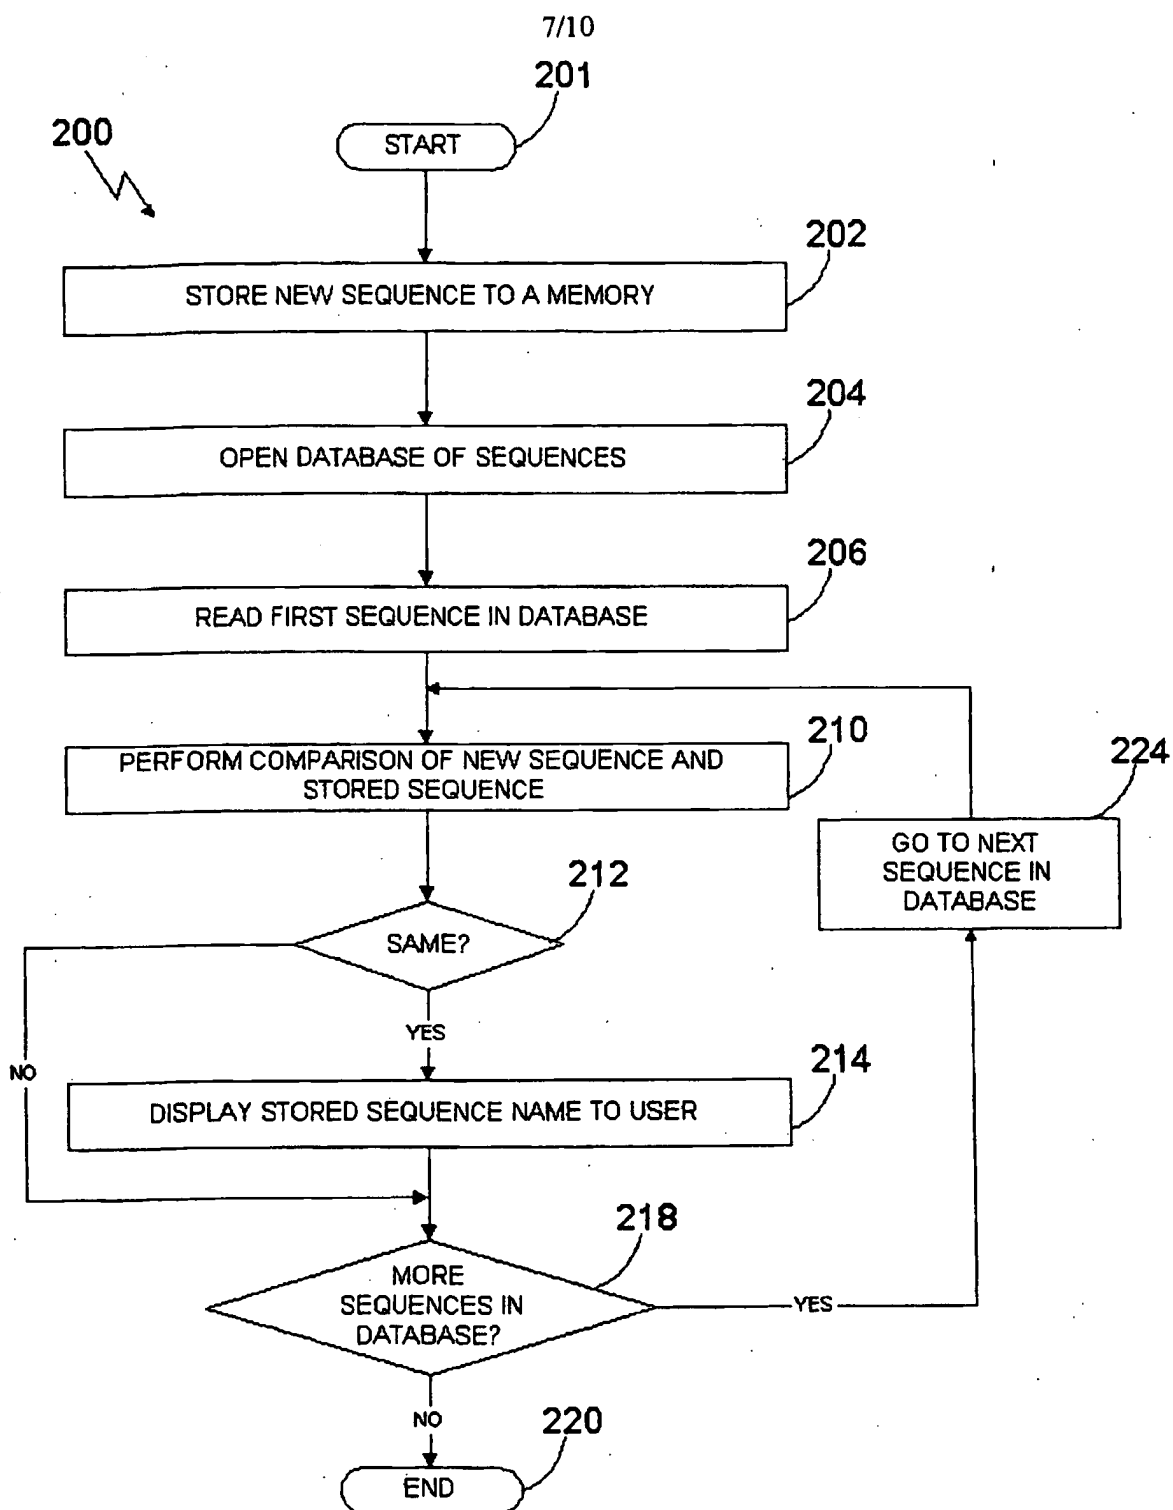 7/10
201
200
START
202
STORE NEW SEQUENCE TO A MEMORY
204
OPEN DATABASE OF SEQUENCES
206
READ FIRST SEQUENCE IN DATABASE
210
PERFORM COMPARISON OF NEW SEQUENCE AND
STORED SEQUENCE
224
GO TO NEXT
SEQUENCE IN
DATABASE
212
SAME?
YES
NO
214
DISPLAY STORED SEQUENCE NAME TO USER
218
MORE
SEQUENCES IN
DATABASE?
YES
NO
220
END